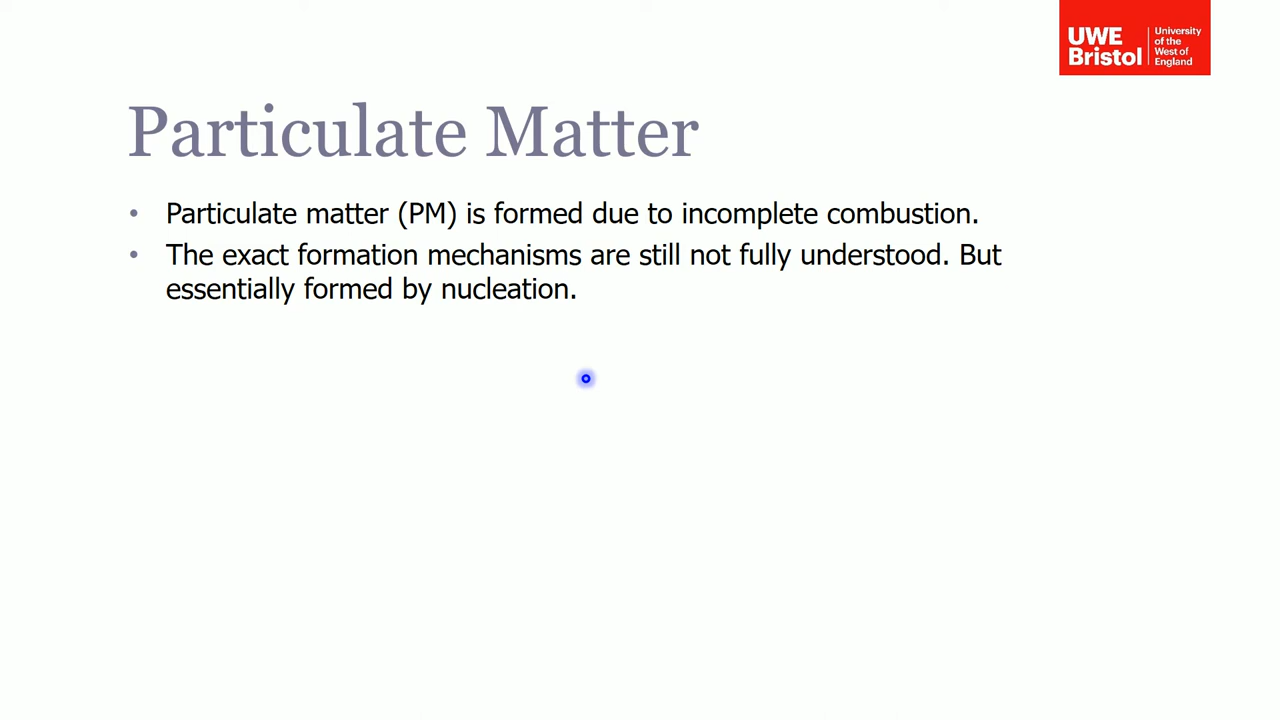 UWE
Bristol
University
of the
West of
England
Particulate Matter
• Particulate matter (PM) is formed due to incomplete combustion.
• The exact formation mechanisms are still not fully understood. But
essentially formed by nucleation.